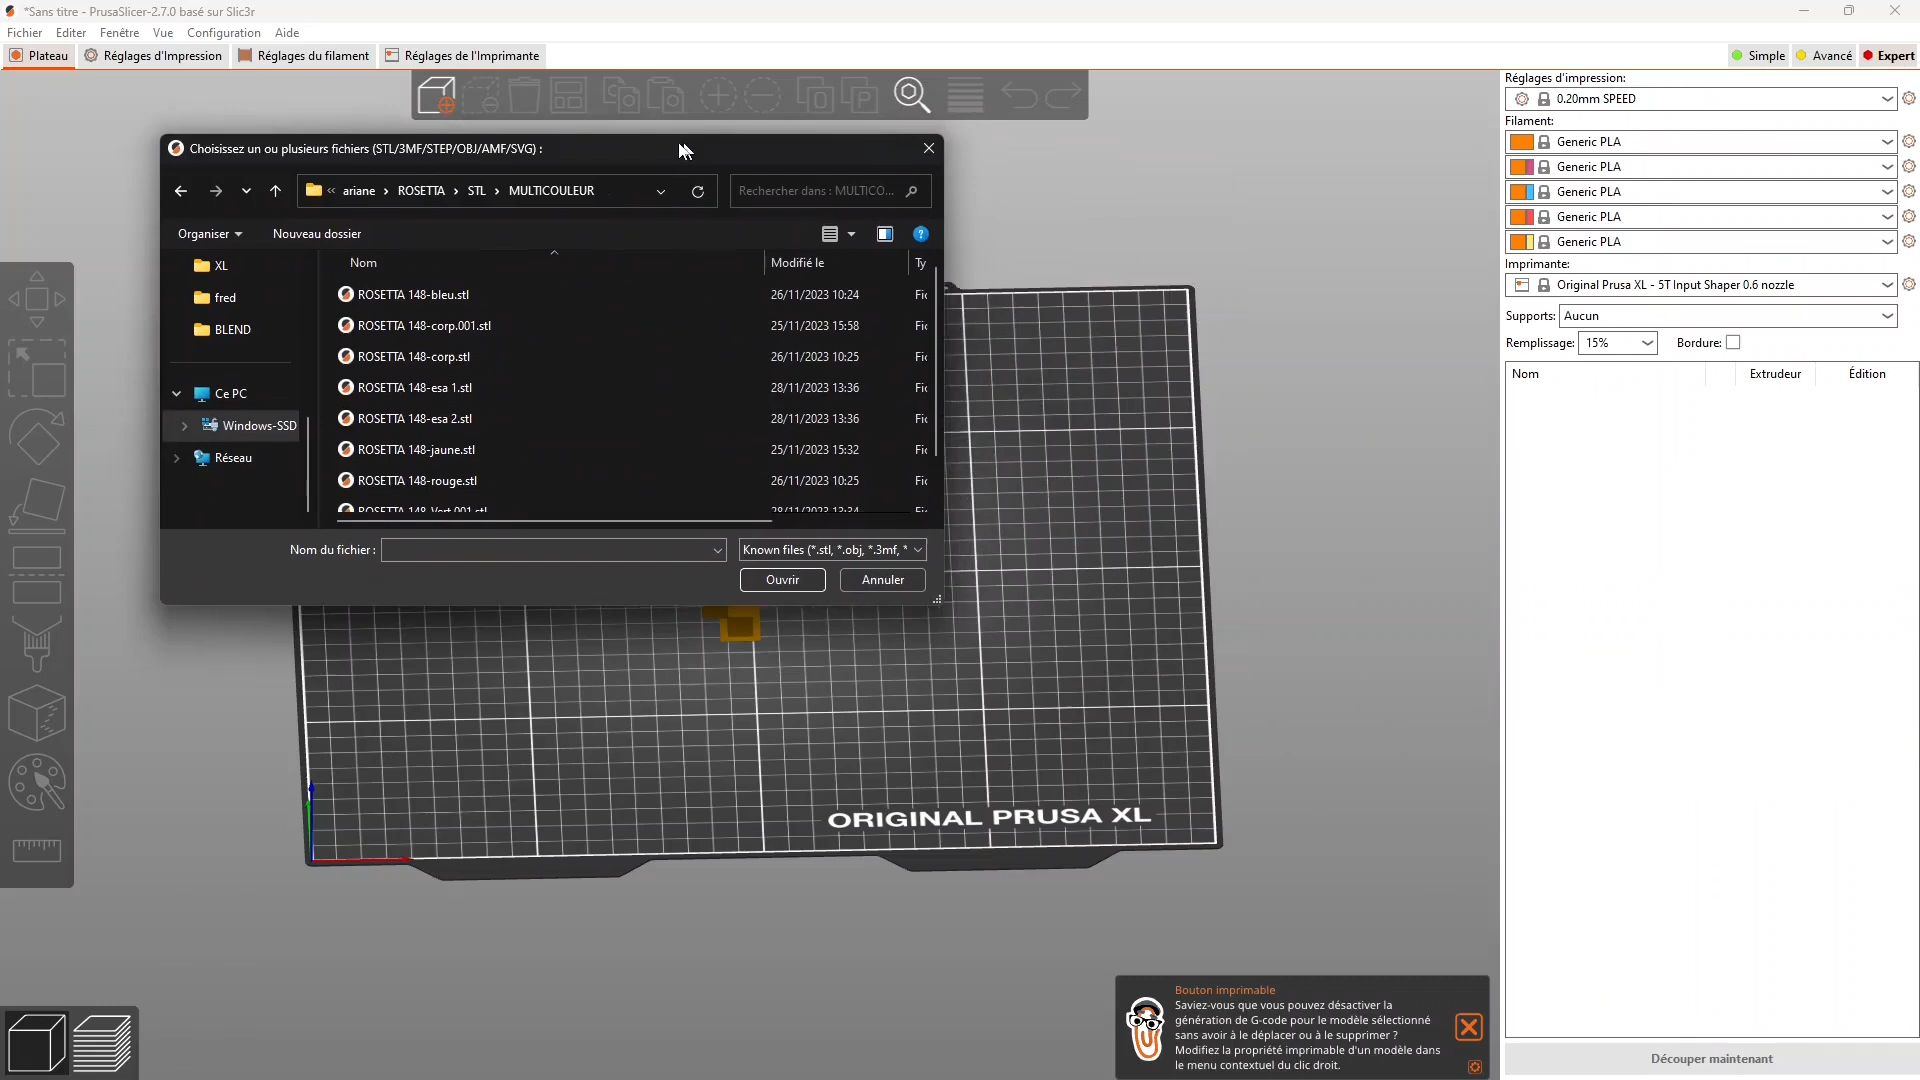 *Sans titre - PrusaSlicer-2.7.0 basé sur Slic3r
Fichier Editer Fenêtre Vue Configuration Aide
Plateau Réglages d'Impression Réglages du filament Réglages de l'Imprimante
Simple Avancé Expert
Choisissez un ou plusieurs fichiers (STL/3MF/STEP/OBJ/AMF/SVG) :
« ariane › ROSETTA › STL › MULTICOULEUR
Rechercher dans : MULTICO...
Organiser Nouveau dossier
XL
fred
BLEND
Ce PC
Windows-SSD
Réseau
Nom Modifié le Ty
ROSETTA 148-bleu.stl 26/11/2023 10:24 Fic
ROSETTA 148-corp.001.stl 25/11/2023 15:58 Fic
ROSETTA 148-corp.stl 26/11/2023 10:25 Fic
ROSETTA 148-esa 1.stl 28/11/2023 13:36 Fic
ROSETTA 148-esa 2.stl 28/11/2023 13:36 Fic
ROSETTA 148-jaune.stl 25/11/2023 15:32 Fic
ROSETTA 148-rouge.stl 26/11/2023 10:25 Fic
ROSETTA 148-Vert.001.stl 28/11/2023 13:34 Fic
Nom du fichier :
Known files (*.stl, *.obj, *.3mf, *
Ouvrir Annuler
ORIGINAL PRUSA XL
Bouton imprimable
Saviez-vous que vous pouvez désactiver la
génération de G-code pour le modèle sélectionné
sans avoir à le déplacer ou à le supprimer ?
Modifiez la propriété imprimable d'un modèle dans
le menu contextuel du clic droit.
Réglages d'impression:
0.20mm SPEED
Filament:
Generic PLA
Generic PLA
Generic PLA
Generic PLA
Generic PLA
Imprimante:
Original Prusa XL - 5T Input Shaper 0.6 nozzle
Supports: Aucun
Remplissage: 15% Bordure:
Nom Extrudeur Édition
Découper maintenant